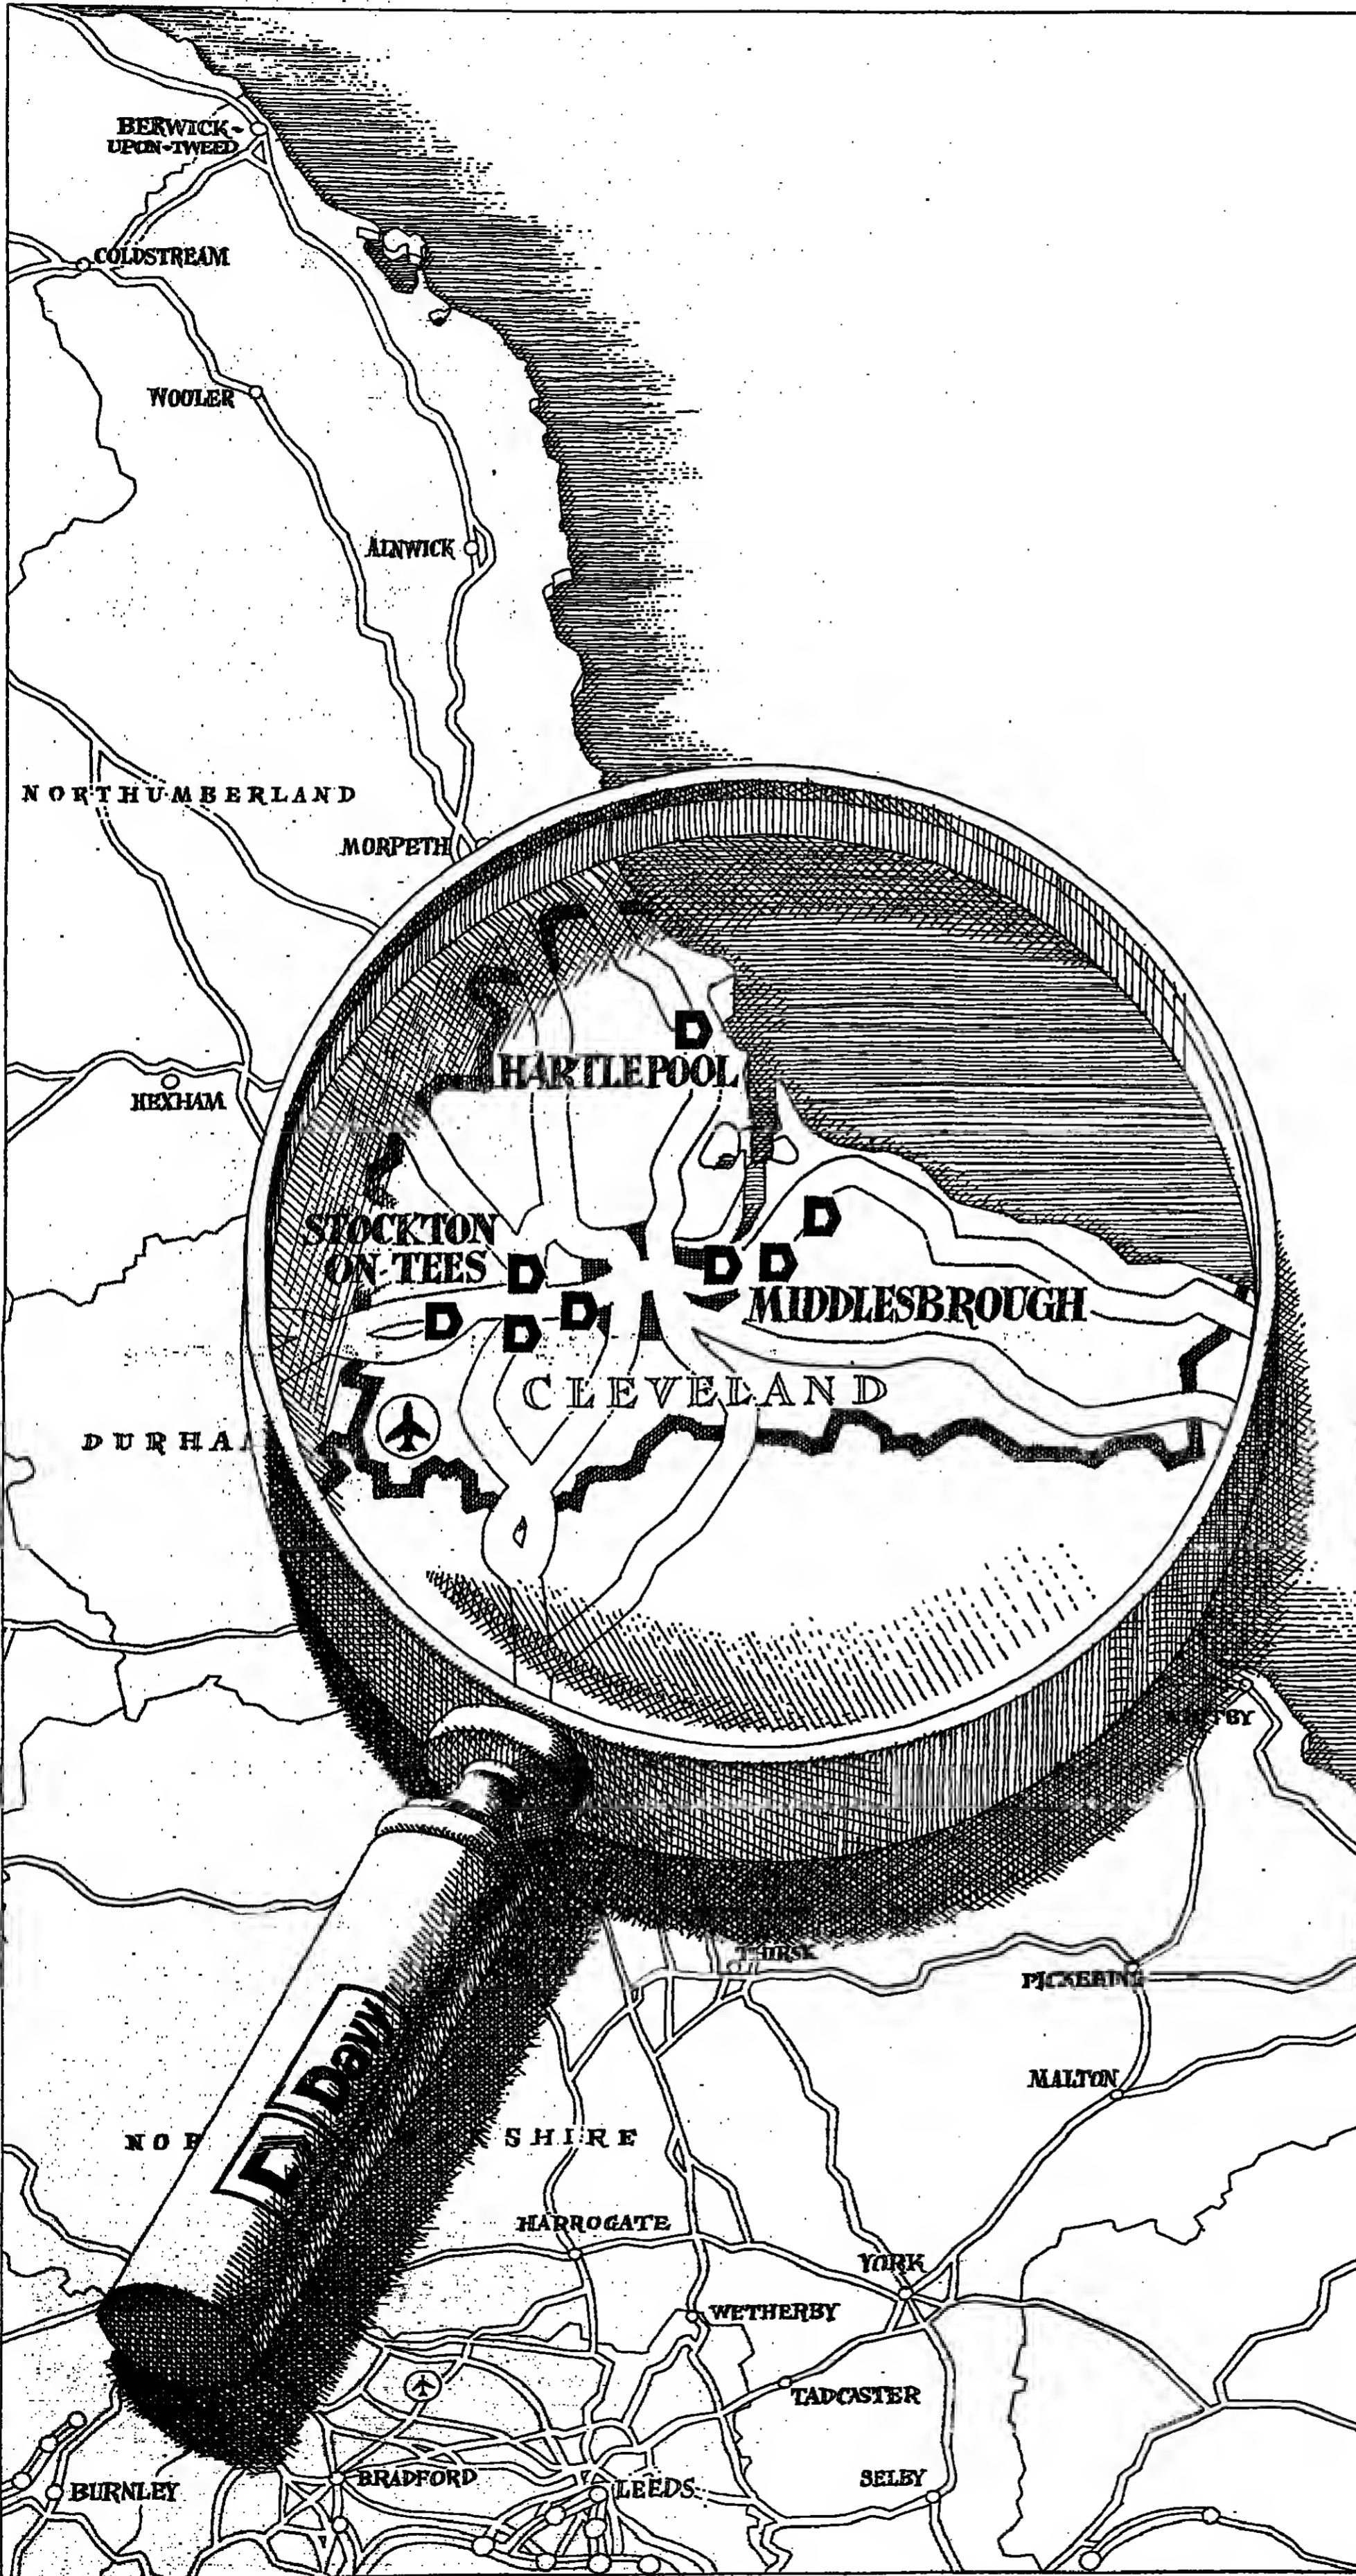 BERWICK-
UPON-TWEED
COLDSTREAM
WOOLER
ALNWICK
NORTHUMBERLAND
MORPETH
HARTLEPOOL
HEXHAM
STOCKTON
ON-TEES
MIDDLESBROUGH
CLEVELAND
DURHA
THIRSK
PICKERING
MALTON
Davy
NO
SHIRE
HARROGATE
YORK
WETHERBY
TADCASTER
BRADFORD
SELBY
BURNLEY
LEEDS